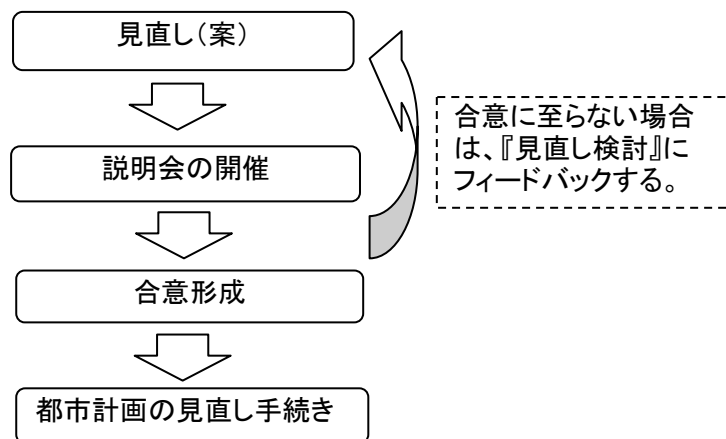 見直し（案）
説明会の開催
合意に至らない場合
は、『見直し検討』に
フィードバックする。
合意形成
都市計画の見直し手続き